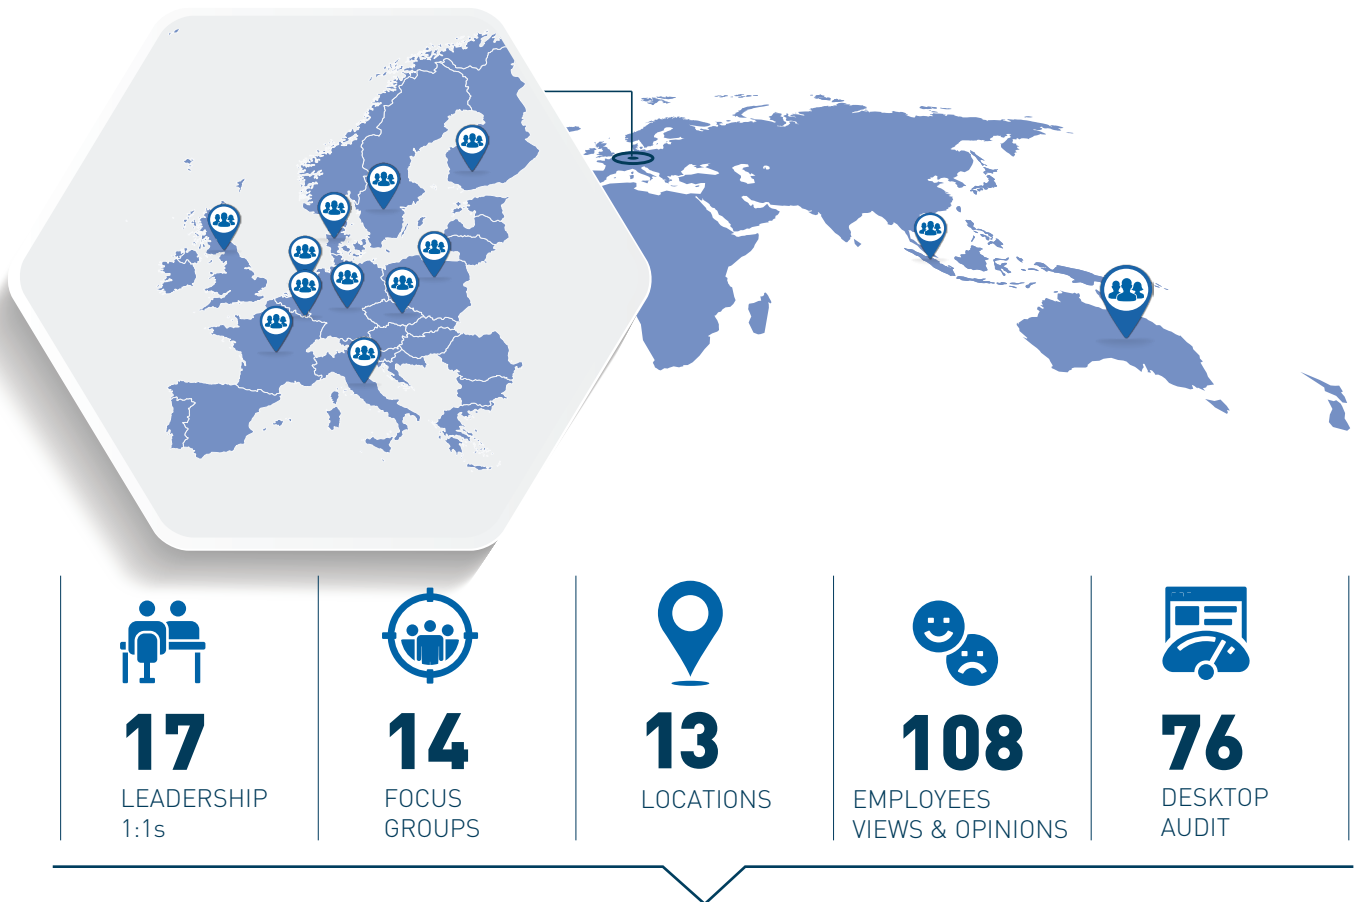 17
LEADERSHIP
1:1s
14
FOCUS
GROUPS
13
LOCATIONS
108
EMPLOYEES
VIEWS & OPINIONS
76
DESKTOP
AUDIT